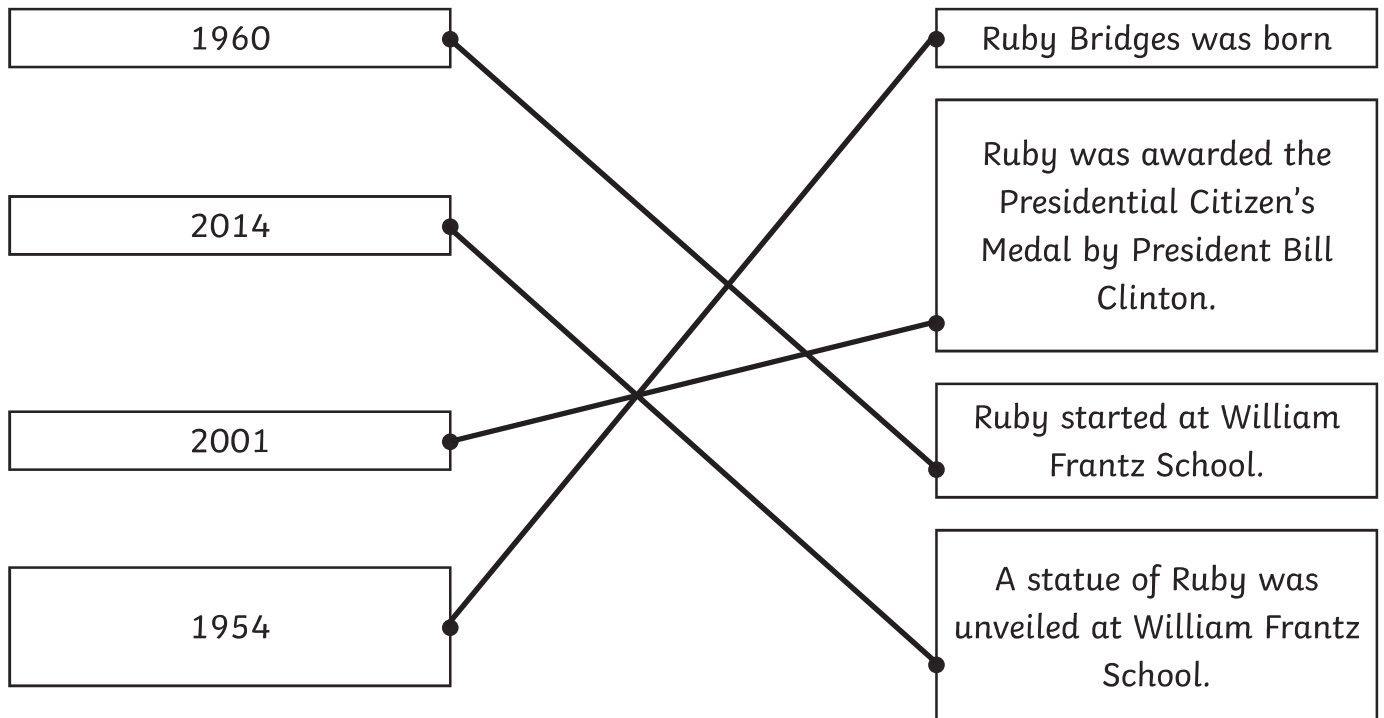 1960
2014
2001
1954
Ruby Bridges was born
Ruby was awarded the
Presidential Citizen’s
Medal by President Bill
Clinton.
Ruby started at William
Frantz School.
A statue of Ruby was
unveiled at William Frantz
School.